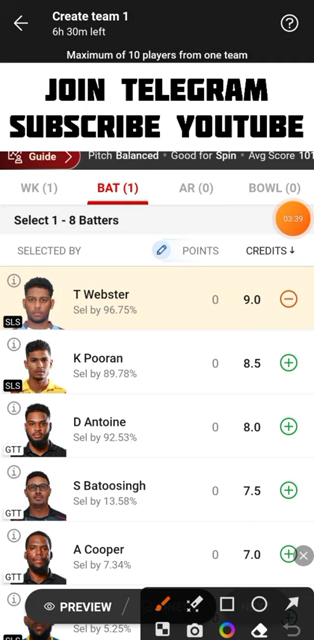 Create team 1
6h 30m left
Maximum of 10 players from one team
JOIN TELEGRAM
SUBSCRIBE YOUTUBE
Guide
Pitch Balanced • Good for Spin • Avg Score 101
WK (1) BAT (1) AR (0) BOWL (0)
Select 1 - 8 Batters
03:39
SELECTED BY POINTS CREDITS↓
T Webster
Sel by 96.75%
0 9.0
SLS
K Pooran
Sel by 89.78%
0 8.5
SLS
D Antoine
Sel by 92.53%
0 8.0
GTT
S Batoosingh
Sel by 13.58%
0 7.5
GTT
A Cooper
Sel by 7.34%
0 7.0
GTT
PREVIEW
Sel by 5.25%